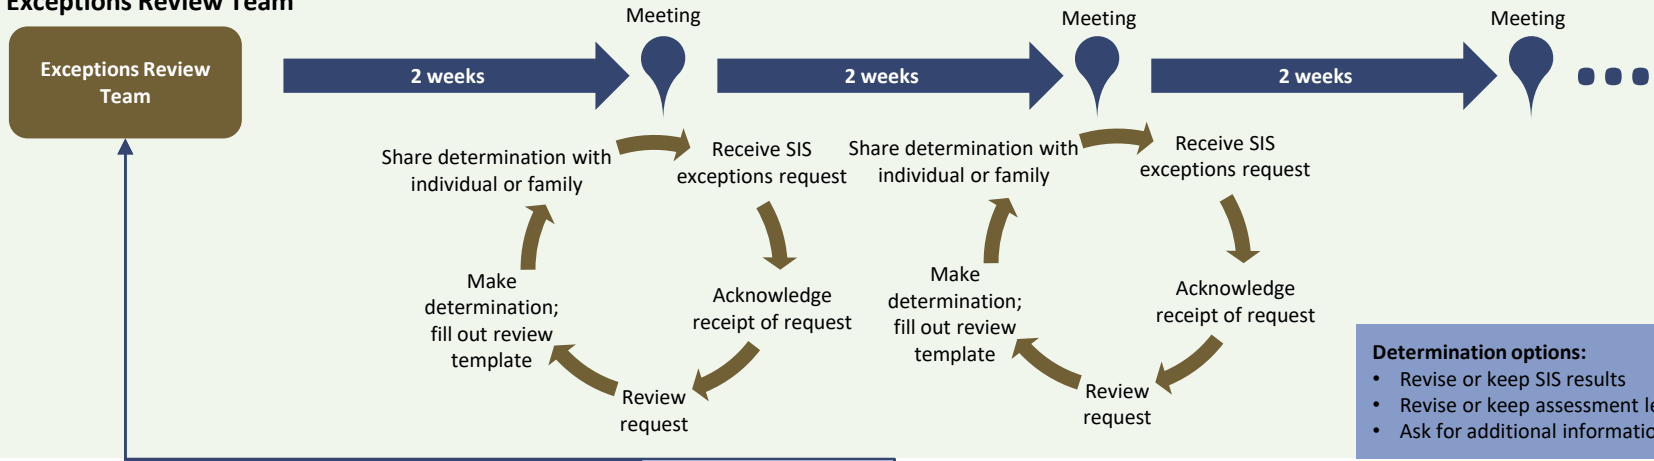 Exceptions Review Team
Exceptions Review
Team
Meeting
Meeting
Meeting
2 weeks
2 weeks
2 weeks
Share determination with
individual or family
Receive SIS
exceptions request
Acknowledge
receipt of request
Review
request
Make
determination;
fill out review
template
Share determination with
individual or family
Receive SIS
exceptions request
Acknowledge
receipt of request
Review
request
Make
determination;
fill out review
template
Determination options:
• Revise or keep SIS results
• Revise or keep assessment
• Ask for additional